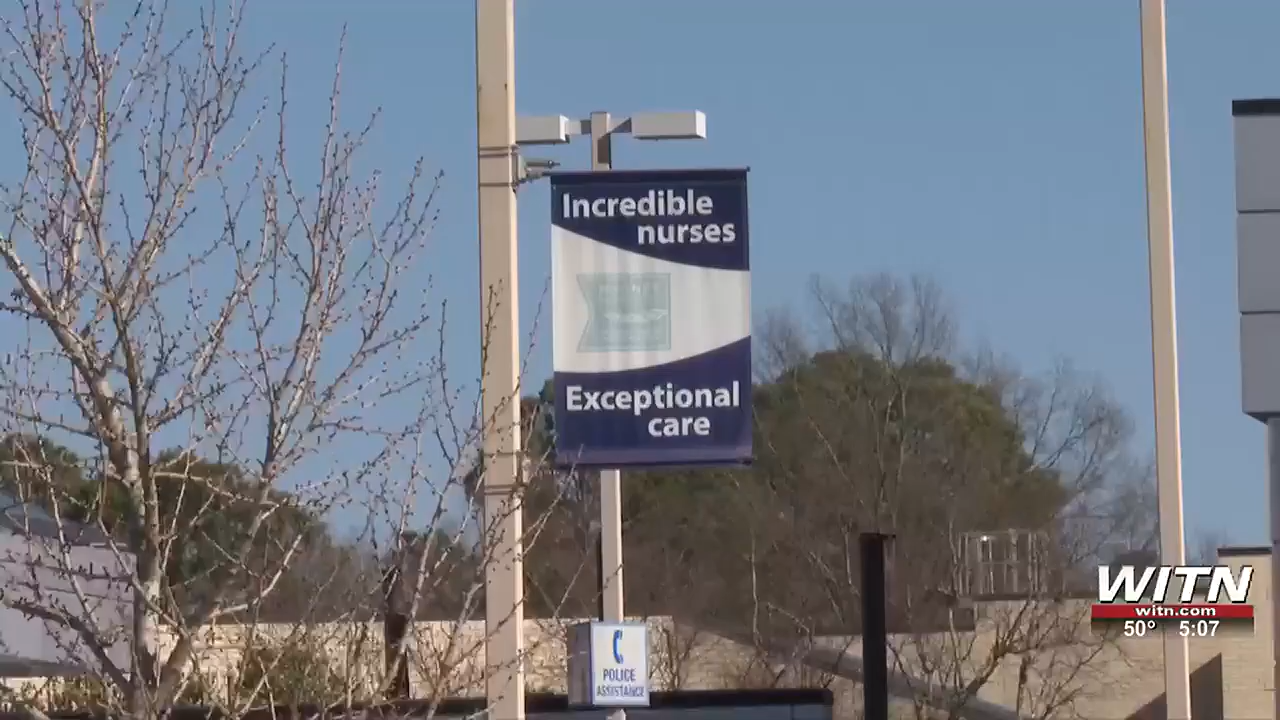 Incredible
nurses
Exceptional
care
POLICE
ASSISTANCE
WITN
witn.com
50° 5:07